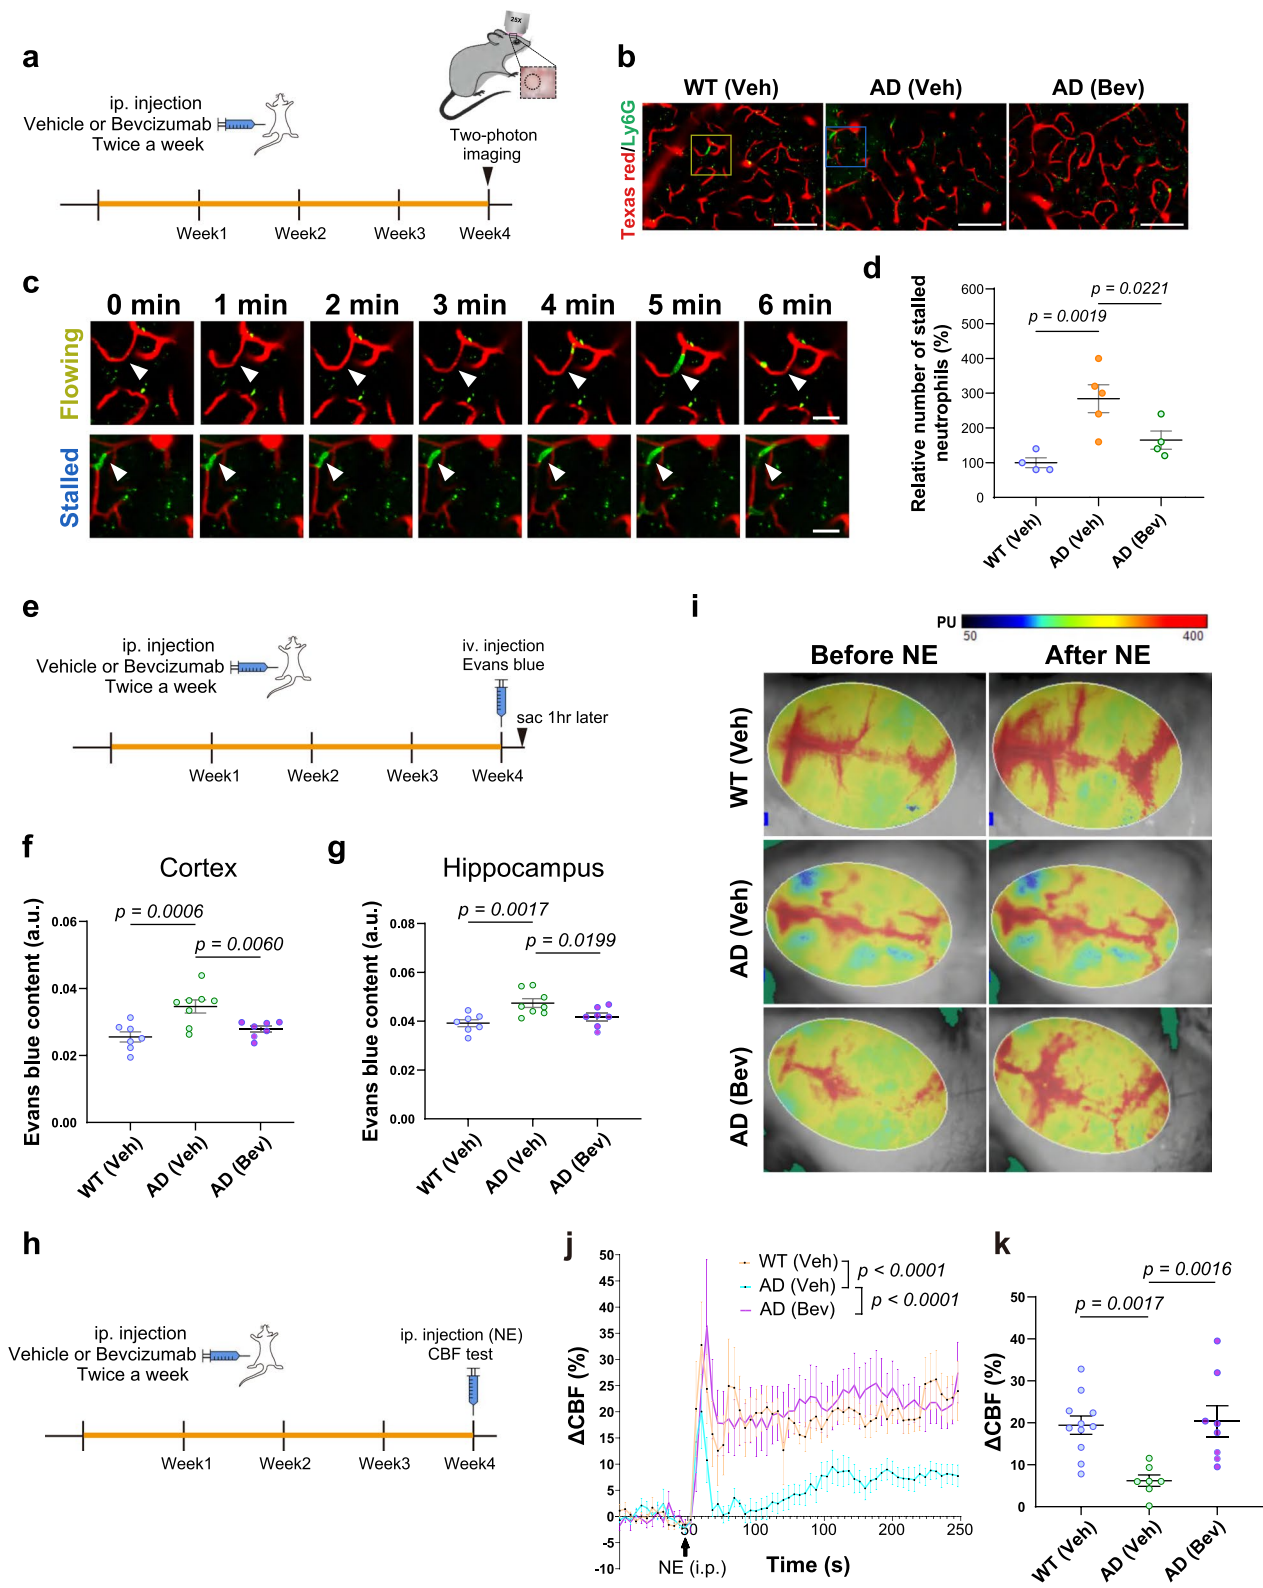 a
25X
ip. injection
Vehicle or Bevcizumab
Twice a week
Two-photon
imaging
Week1 Week2 Week3 Week4
b
WT (Veh) AD (Veh) AD (Bev)
Texas red/Ly6G
c
0 min 1 min 2 min 3 min 4 min 5 min 6 min
Flowing
Stalled
d
Relative number of stalled
neutrophils (%)
p = 0.0221
p = 0.0019
600
500
400
300
200
100
0
WT (Veh) AD (Veh) AD (Bev)
e
ip. injection
Vehicle or Bevcizumab
Twice a week
iv. injection
Evans blue
sac 1hr later
Week1 Week2 Week3 Week4
f
Cortex
Evans blue content (a.u.)
p = 0.0006
p = 0.0060
0.06
0.04
0.02
0.00
WT (Veh) AD (Veh) AD (Bev)
g
Hippocampus
Evans blue content (a.u.)
p = 0.0017
p = 0.0199
0.08
0.06
0.04
0.02
0.00
WT (Veh) AD (Veh) AD (Bev)
i
PU
50 400
Before NE After NE
WT (Veh)
AD (Veh)
AD (Bev)
h
ip. injection
Vehicle or Bevcizumab
Twice a week
ip. injection (NE)
CBF test
Week1 Week2 Week3 Week4
j
ΔCBF (%)
50
45
40
35
30
25
20
15
10
5
0
-5
-10
WT (Veh)
AD (Veh)
AD (Bev)
p < 0.0001
p < 0.0001
50 100 100 200 250
NE (i.p.)
Time (s)
k
ΔCBF (%)
p = 0.0016
p = 0.0017
50
40
30
20
10
0
WT (Veh) AD (Veh) AD (Bev)